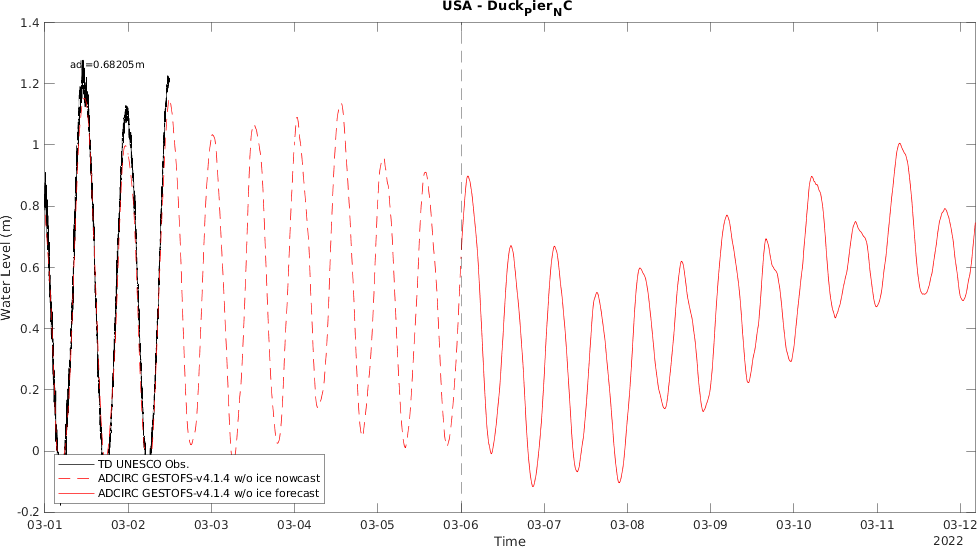 USA - Duck_Pier_NC
1.4
1.2
1
0.8
0.6
0.4
0.2
0
-0.2
Water Level (m)
=0.68205m
TD UNESCO Obs.
ADCIRC GESTOFS-v4.1.4 w/o ice nowcast
ADCIRC GESTOFS-v4.1.4 w/o ice forecast
03-01 03-02 03-03 03-04 03-05 03-06 03-07 03-08 03-09 03-10 03-11 03-12
Time
2022